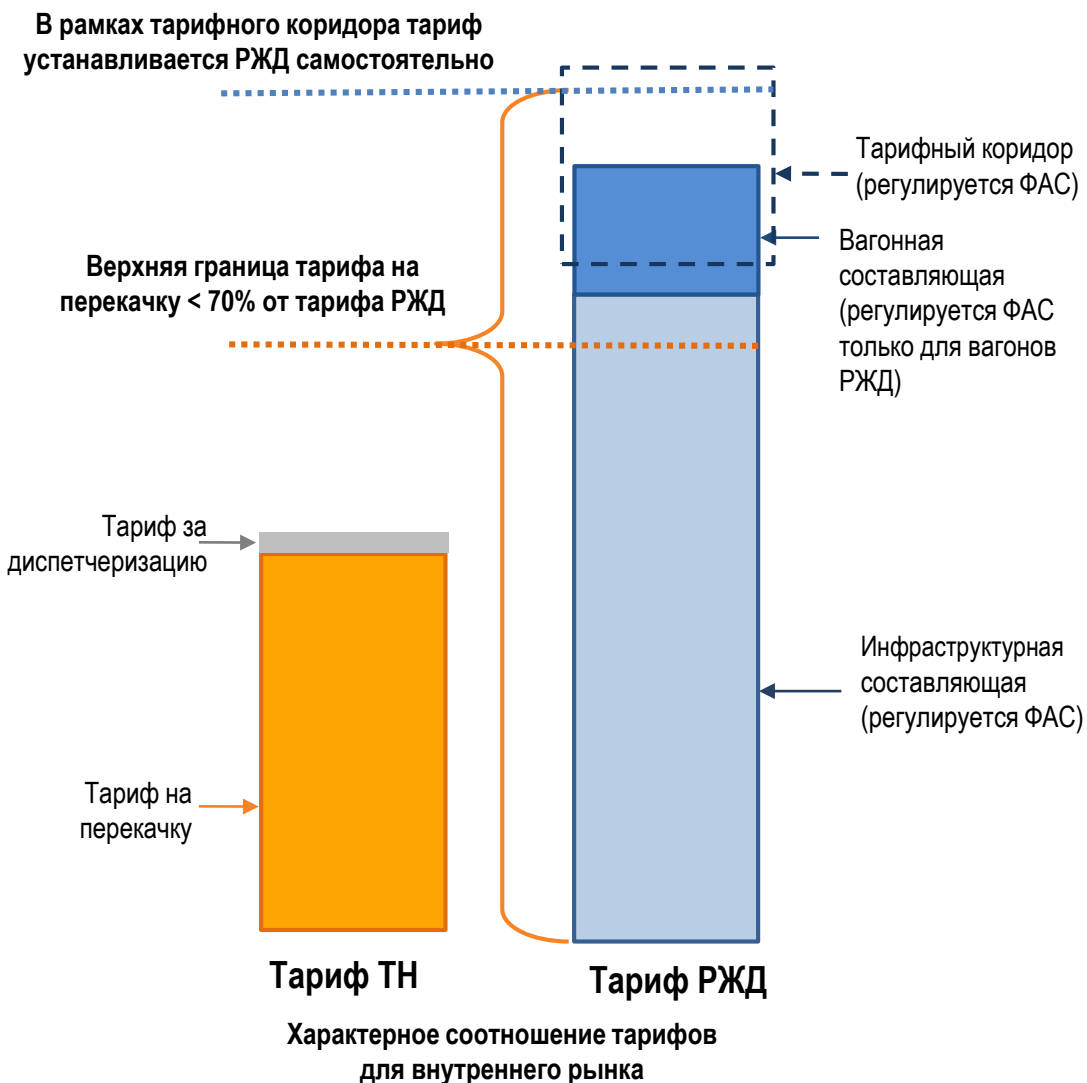 В рамках тарифного коридора тариф
устанавливается РЖД самостоятельно
Тарифный коридор
(регулируется ФАС)
Вагонная
составляющая
(регулируется ФАС
только для вагонов
РЖД)
Верхняя граница тарифа на
перекачку < 70% от тарифа РЖД
Тариф за
диспетчеризацию
Инфраструктурная
составляющая
(регулируется ФАС)
Тариф на
перекачку
Тариф ТН
Тариф РЖД
Характерное соотношение тарифов
для внутреннего рынка